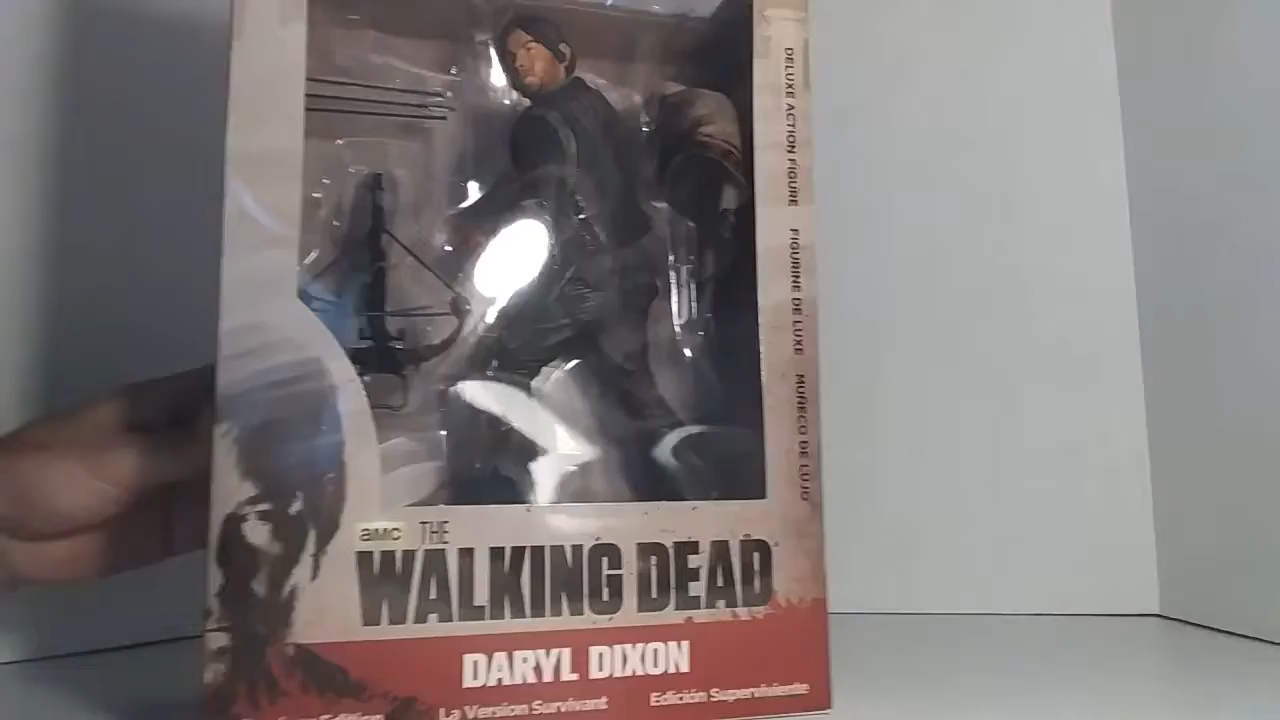 DELUXE ACTION FIGURE FIGURINE DE LUXE MUÑECO DE LUJO
amc THE
WALKING DEAD
DARYL DIXON
Edition La Version Survivant Edición Superviviente